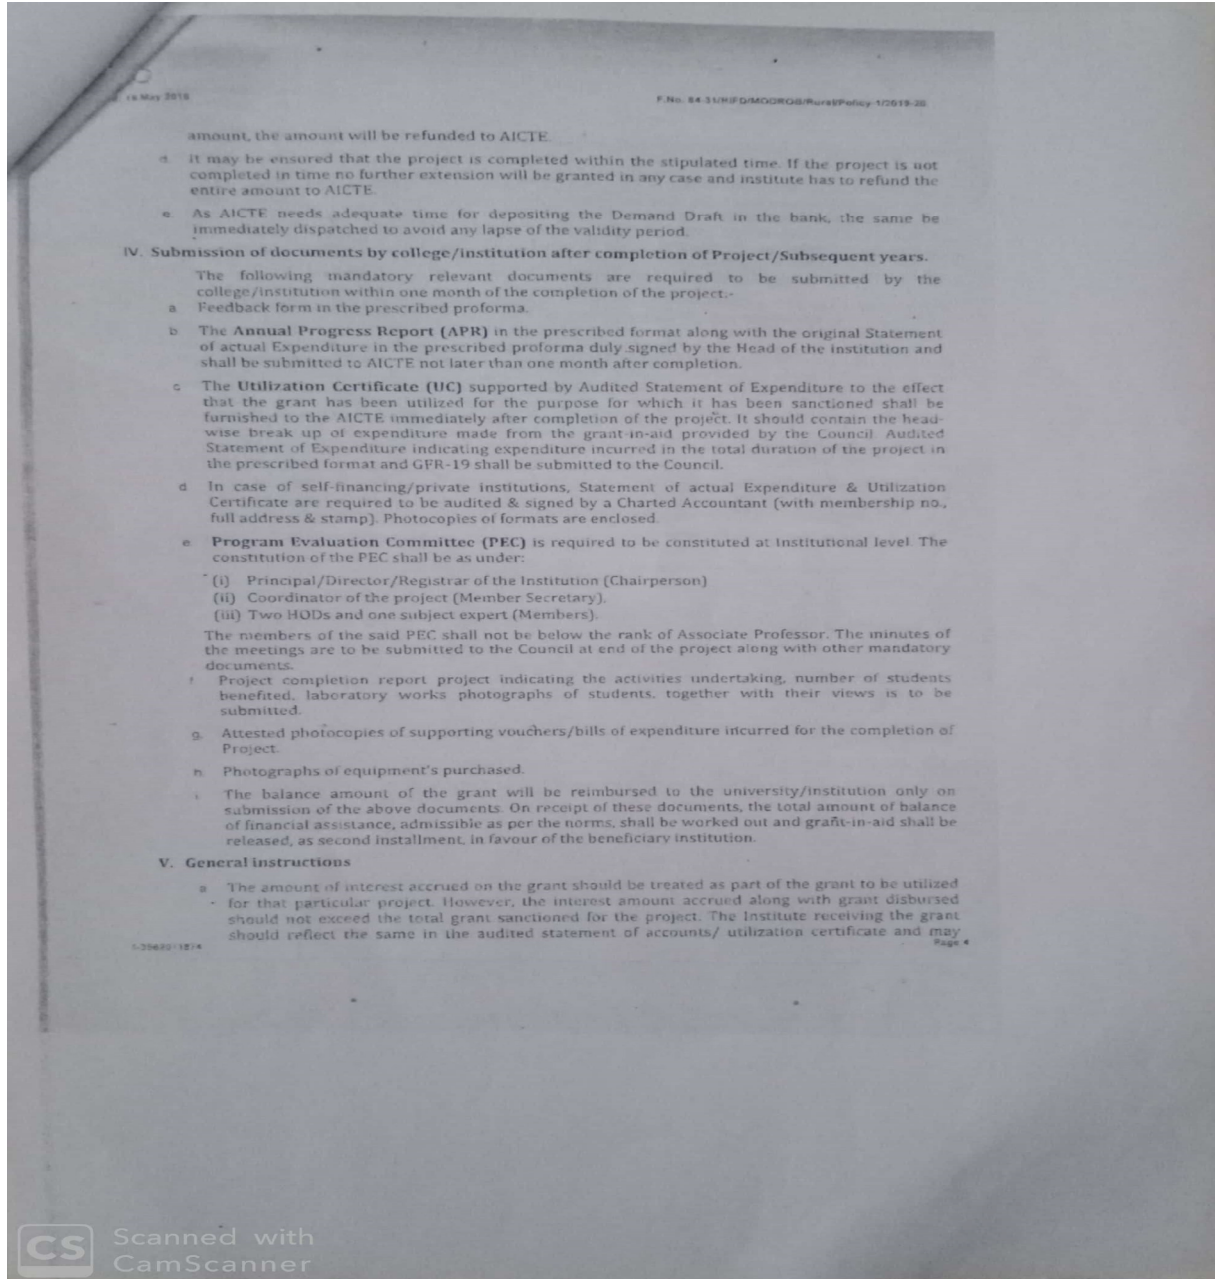 16 May 2019
F.No. 84-31/RIFD/MODROB/Rural/Policy-1/2019-20
amount, the amount will be refunded to AICTE.
d. It may be ensured that the project is completed within the stipulated time. If the project is not
completed in time no further extension will be granted in any case and institute has to refund the
entire amount to AICTE.
e. As AICTE needs adequate time for depositing the Demand Draft in the bank, the same be
immediately dispatched to avoid any lapse of the validity period.
IV. Submission of documents by college/institution after completion of Project/Subsequent years.
The following mandatory relevant documents are required to be submitted by the
college/institution within one month of the completion of the project:-
a. Feedback form in the prescribed proforma.
b. The Annual Progress Report (APR) in the prescribed format along with the original Statement
of actual Expenditure in the prescribed proforma duly signed by the Head of the institution and
shall be submitted to AICTE not later than one month after completion.
c. The Utilization Certificate (UC) supported by Audited Statement of Expenditure to the effect
that the grant has been utilized for the purpose for which it has been sanctioned shall be
furnished to the AICTE immediately after completion of the project. It should contain the head-
wise break up of expenditure made from the grant-in-aid provided by the Council. Audited
Statement of Expenditure indicating expenditure incurred in the total duration of the project in
the prescribed format and GFR-19 shall be submitted to the Council.
d. In case of self-financing/private institutions, Statement of actual Expenditure & Utilization
Certificate are required to be audited & signed by a Charted Accountant (with membership no.,
full address & stamp). Photocopies of formats are enclosed.
e. Program Evaluation Committee (PEC) is required to be constituted at Institutional level. The
constitution of the PEC shall be as under:
(i) Principal/Director/Registrar of the Institution (Chairperson)
(ii) Coordinator of the project (Member Secretary).
(iii) Two HODs and one subject expert (Members).
The members of the said PEC shall not be below the rank of Associate Professor. The minutes of
the meetings are to be submitted to the Council at end of the project along with other mandatory
documents.
f. Project completion report project indicating the activities undertaking, number of students
benefited, laboratory works photographs of students, together with their views is to be
submitted.
g. Attested photocopies of supporting vouchers/bills of expenditure incurred for the completion of
Project.
h. Photographs of equipment's purchased.
i. The balance amount of the grant will be reimbursed to the university/institution only on
submission of the above documents. On receipt of these documents, the total amount of balance
of financial assistance, admissible as per the norms, shall be worked out and grant-in-aid shall be
released, as second installment, in favour of the beneficiary institution.
V. General instructions
a. The amount of interest accrued on the grant should be treated as part of the grant to be utilized
for that particular project. However, the interest amount accrued along with grant disbursed
should not exceed the total grant sanctioned for the project. The Institute receiving the grant
should reflect the same in the audited statement of accounts/ utilization certificate and may
Page 4
CS Scanned with
CamScanner